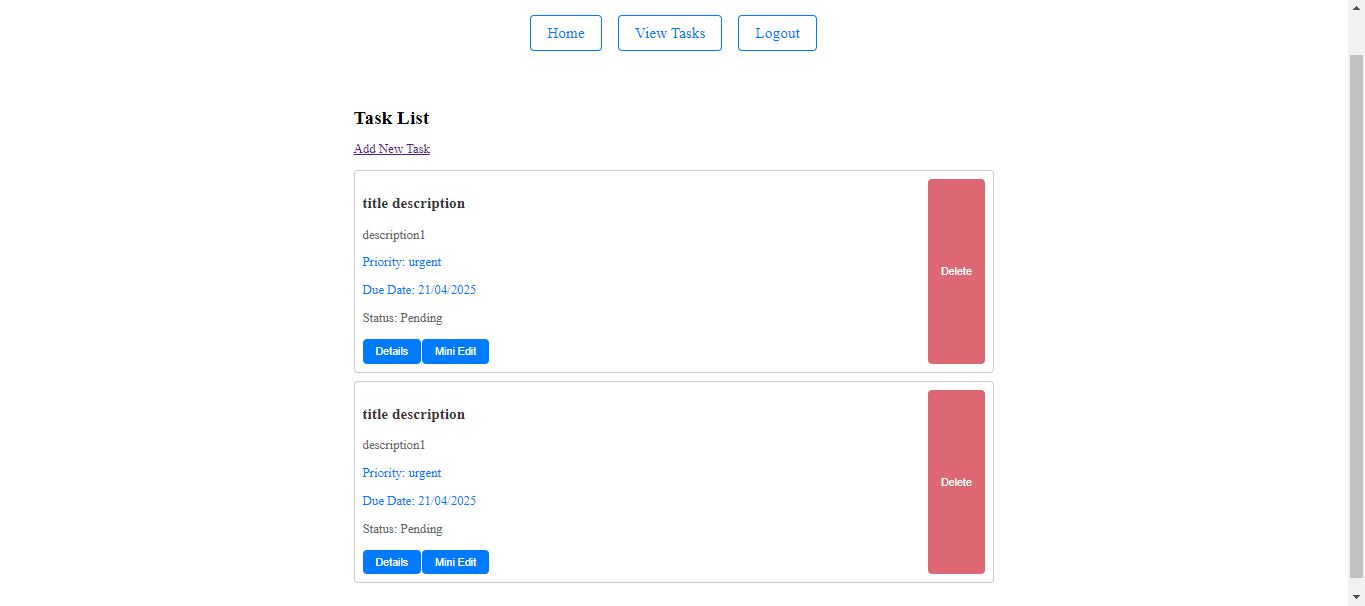 Home View Tasks Logout
Task List
Add New Task
title description
description1
Priority: urgent
Due Date: 21/04/2025
Status: Pending
Details Mini Edit
Delete
title description
description1
Priority: urgent
Due Date: 21/04/2025
Status: Pending
Details Mini Edit
Delete